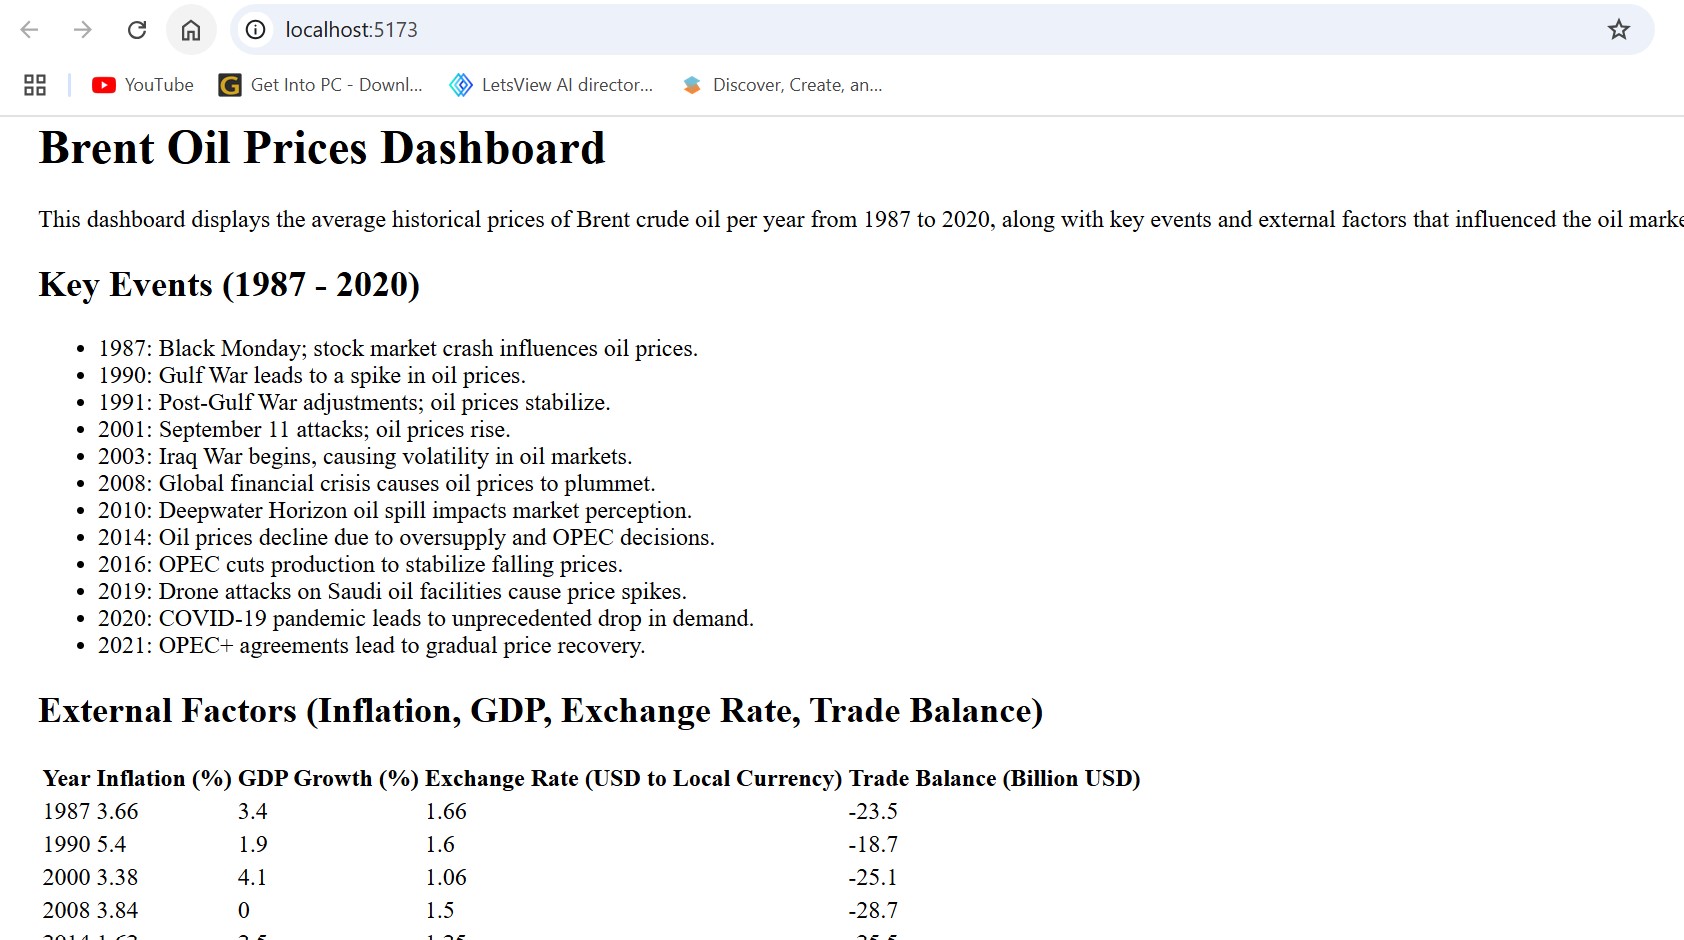 localhost:5173
YouTube Get Into PC - Downl... LetsView AI director... Discover, Create, an...
Brent Oil Prices Dashboard
This dashboard displays the average historical prices of Brent crude oil per year from 1987 to 2020, along with key events and external factors that influenced the oil marke
Key Events (1987 - 2020)
• 1987: Black Monday; stock market crash influences oil prices.
• 1990: Gulf War leads to a spike in oil prices.
• 1991: Post-Gulf War adjustments; oil prices stabilize.
• 2001: September 11 attacks; oil prices rise.
• 2003: Iraq War begins, causing volatility in oil markets.
• 2008: Global financial crisis causes oil prices to plummet.
• 2010: Deepwater Horizon oil spill impacts market perception.
• 2014: Oil prices decline due to oversupply and OPEC decisions.
• 2016: OPEC cuts production to stabilize falling prices.
• 2019: Drone attacks on Saudi oil facilities cause price spikes.
• 2020: COVID-19 pandemic leads to unprecedented drop in demand.
• 2021: OPEC+ agreements lead to gradual price recovery.
External Factors (Inflation, GDP, Exchange Rate, Trade Balance)
Year Inflation (%) GDP Growth (%) Exchange Rate (USD to Local Currency) Trade Balance (Billion USD)
1987 3.66 3.4 1.66 -23.5
1990 5.4 1.9 1.6 -18.7
2000 3.38 4.1 1.06 -25.1
2008 3.84 0 1.5 -28.7